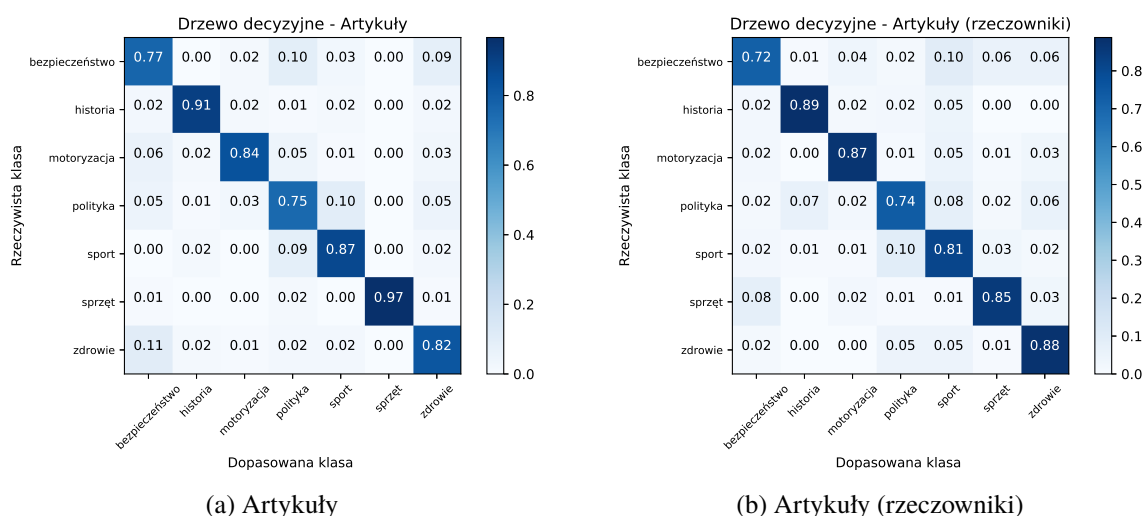 Drzewo decyzyjne - Artykuły
bezpieczeństwo 0.77 0.00 0.02 0.10 0.03 0.00 0.09
historia 0.02 0.91 0.02 0.01 0.02 0.00 0.02
motoryzacja 0.06 0.02 0.84 0.05 0.01 0.00 0.03
polityka 0.05 0.01 0.03 0.75 0.10 0.00 0.05
sport 0.00 0.02 0.00 0.09 0.87 0.00 0.02
sprzęt 0.01 0.00 0.00 0.02 0.00 0.97 0.01
zdrowie 0.11 0.02 0.01 0.02 0.02 0.00 0.82
bezpieczeństwo historia motoryzacja polityka sport sprzęt zdrowie
Rzeczywista klasa
Dopasowana klasa
0.8
0.6
0.4
0.2
0.0
(a) Artykuły
Drzewo decyzyjne - Artykuły (rzeczowniki)
bezpieczeństwo 0.72 0.01 0.04 0.02 0.10 0.06 0.06
historia 0.02 0.89 0.02 0.02 0.05 0.00 0.00
motoryzacja 0.02 0.00 0.87 0.01 0.05 0.01 0.03
polityka 0.02 0.07 0.02 0.74 0.08 0.02 0.06
sport 0.02 0.01 0.01 0.10 0.81 0.03 0.02
sprzęt 0.08 0.00 0.02 0.01 0.01 0.85 0.03
zdrowie 0.02 0.00 0.00 0.05 0.05 0.01 0.88
bezpieczeństwo historia motoryzacja polityka sport sprzęt zdrowie
Rzeczywista klasa
Dopasowana klasa
0.8
0.7
0.6
0.5
0.4
0.3
0.2
0.1
0.0
(b) Artykuły (rzeczowniki)